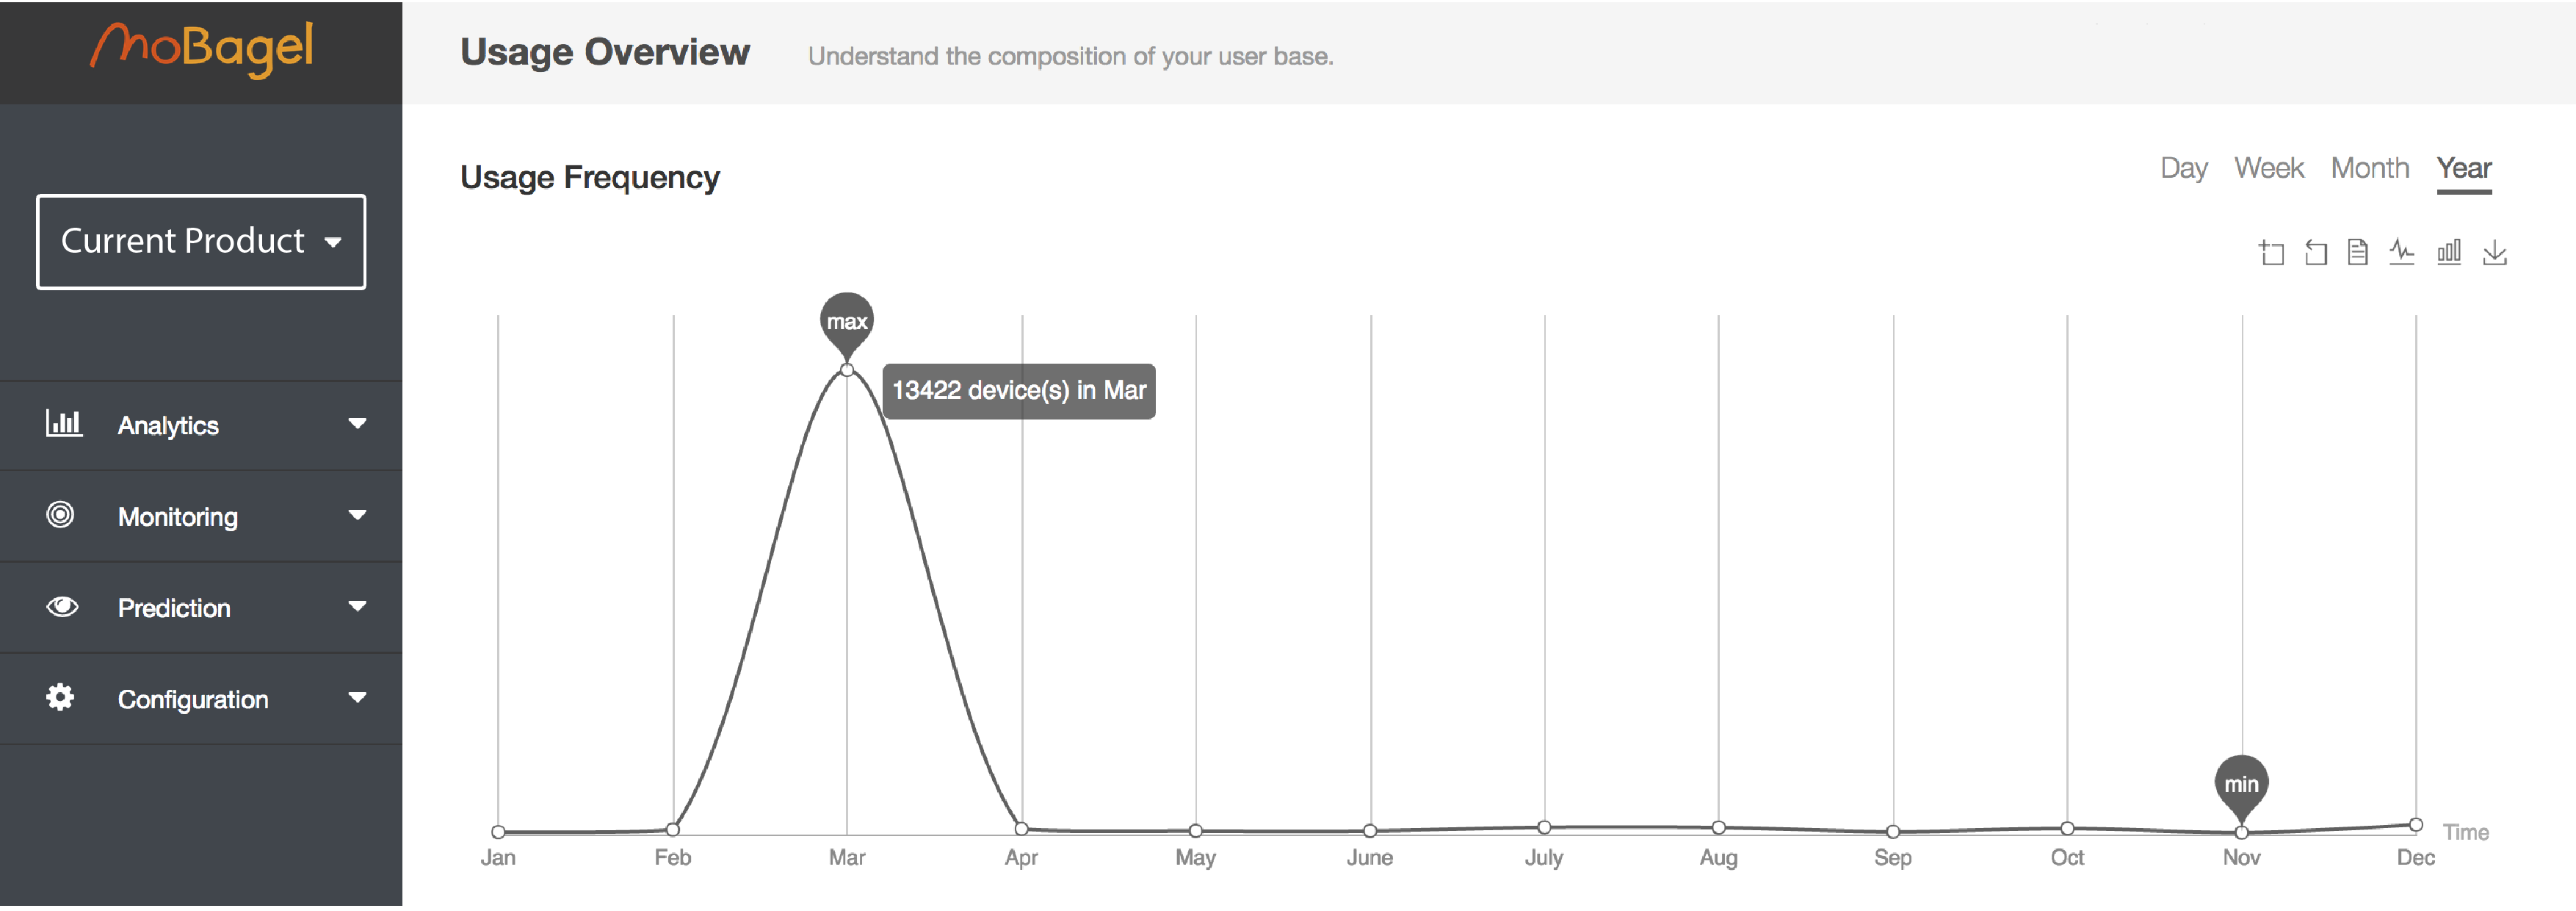 MoBagel
Usage Overview
Understand the composition of your user base.
Current Product
Analytics
Monitoring
Prediction
Configuration
Usage Frequency
Day Week Month Year
max
13422 device(s) in Mar
min
Time
Jan Feb Mar Apr May June July Aug Sep Oct Nov Dec